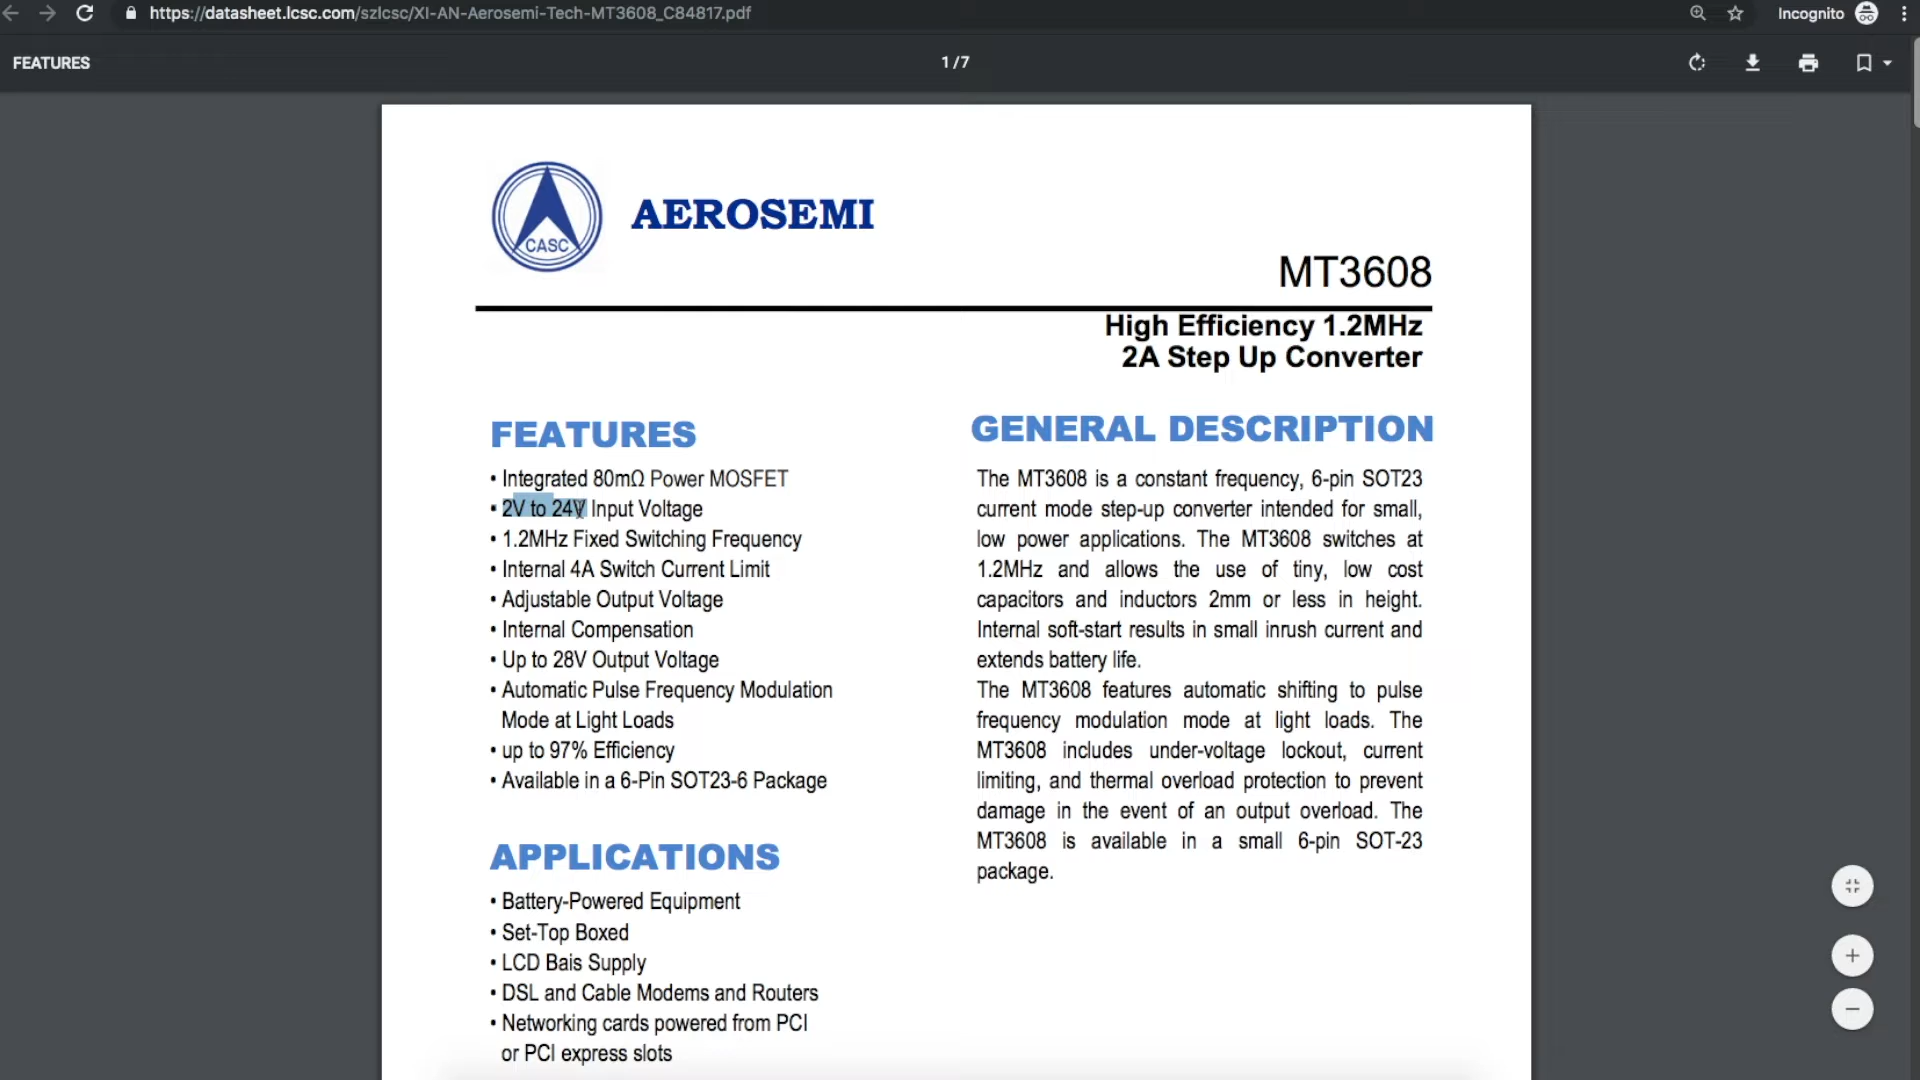 https://datasheet.lcsc.com/szlcsc/XI-AN-Aerosemi-Tech-MT3608_C84817.pdf
Incognito
FEATURES
1 / 7
CASC
AEROSEMI
MT3608
High Efficiency 1.2MHz
2A Step Up Converter
FEATURES
• Integrated 80mΩ Power MOSFET
• 2V to 24V Input Voltage
• 1.2MHz Fixed Switching Frequency
• Internal 4A Switch Current Limit
• Adjustable Output Voltage
• Internal Compensation
• Up to 28V Output Voltage
• Automatic Pulse Frequency Modulation
Mode at Light Loads
• up to 97% Efficiency
• Available in a 6-Pin SOT23-6 Package
APPLICATIONS
• Battery-Powered Equipment
• Set-Top Boxed
• LCD Bais Supply
• DSL and Cable Modems and Routers
• Networking cards powered from PCI
or PCI express slots
GENERAL DESCRIPTION
The MT3608 is a constant frequency, 6-pin SOT23
current mode step-up converter intended for small,
low power applications. The MT3608 switches at
1.2MHz and allows the use of tiny, low cost
capacitors and inductors 2mm or less in height.
Internal soft-start results in small inrush current and
extends battery life.
The MT3608 features automatic shifting to pulse
frequency modulation mode at light loads. The
MT3608 includes under-voltage lockout, current
limiting, and thermal overload protection to prevent
damage in the event of an output overload. The
MT3608 is available in a small 6-pin SOT-23
package.